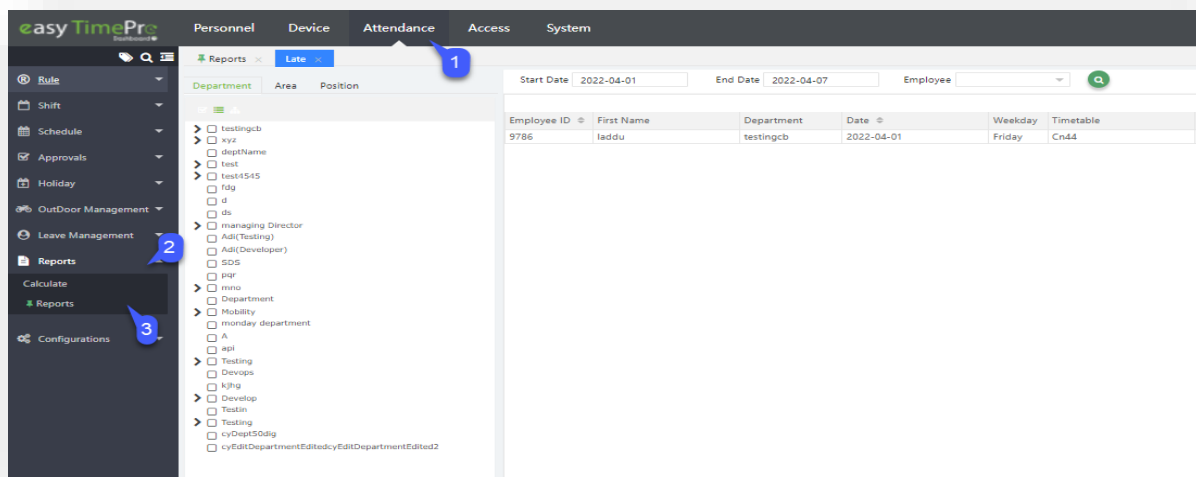 easy TimePro
Dashboard
Personnel Device Attendance Access System
1
Reports × Late ×
Rule
Shift
Schedule
Approvals
Holiday
OutDoor Management
Leave Management
2
Reports
Calculate
Reports
3
Configurations
Department Area Position
testingcb
xyz
deptName
test
test4545
fdg
d
ds
managing Director
Adi(Testing)
Adi(Developer)
SDS
pqr
mno
Department
Mobility
monday department
A
api
Testing
Devops
kjhg
Develop
Testin
Testing
cyDept50dig
cyEditDepartmentEditedcyEditDepartmentEdited2
Start Date 2022-04-01 End Date 2022-04-07 Employee
Employee ID First Name Department Date Weekday Timetable
9786 laddu testingcb 2022-04-01 Friday Cn44